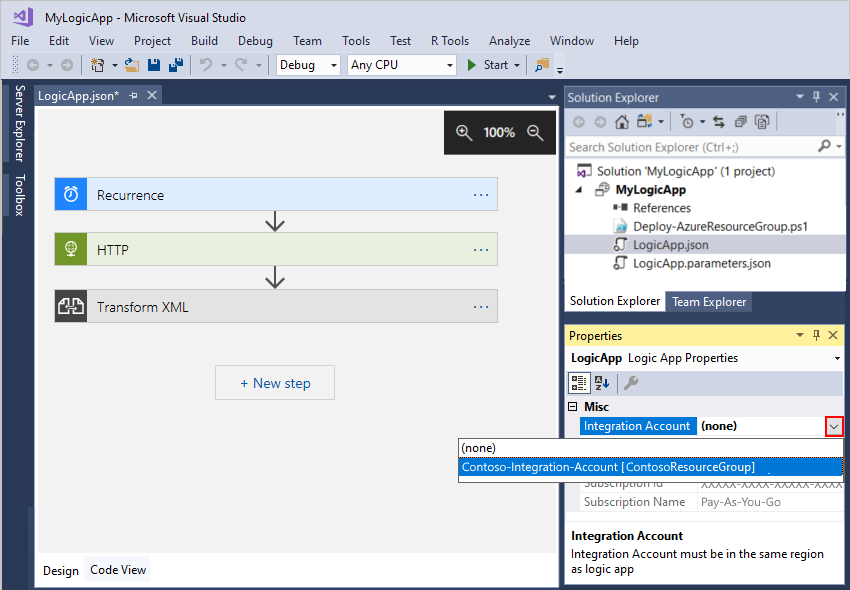 MyLogicApp - Microsoft Visual Studio
File Edit View Project Build Debug Team Tools Test R Tools Analyze Window Help
Debug Any CPU Start
Server Explorer
Toolbox
LogicApp.json*
100%
Recurrence
HTTP
Transform XML
+ New step
Design Code View
Solution Explorer
Search Solution Explorer (Ctrl+;)
Solution 'MyLogicApp' (1 project)
MyLogicApp
References
Deploy-AzureResourceGroup.ps1
LogicApp.json
LogicApp.parameters.json
Solution Explorer Team Explorer
Properties
LogicApp Logic App Properties
Misc
Integration Account (none)
(none)
Contoso-Integration-Account [ContosoResourceGroup]
Subscription Id XXXXX-XXXX-XXXXX-XXXX
Subscription Name Pay-As-You-Go
Integration Account
Integration Account must be in the same region
as logic app